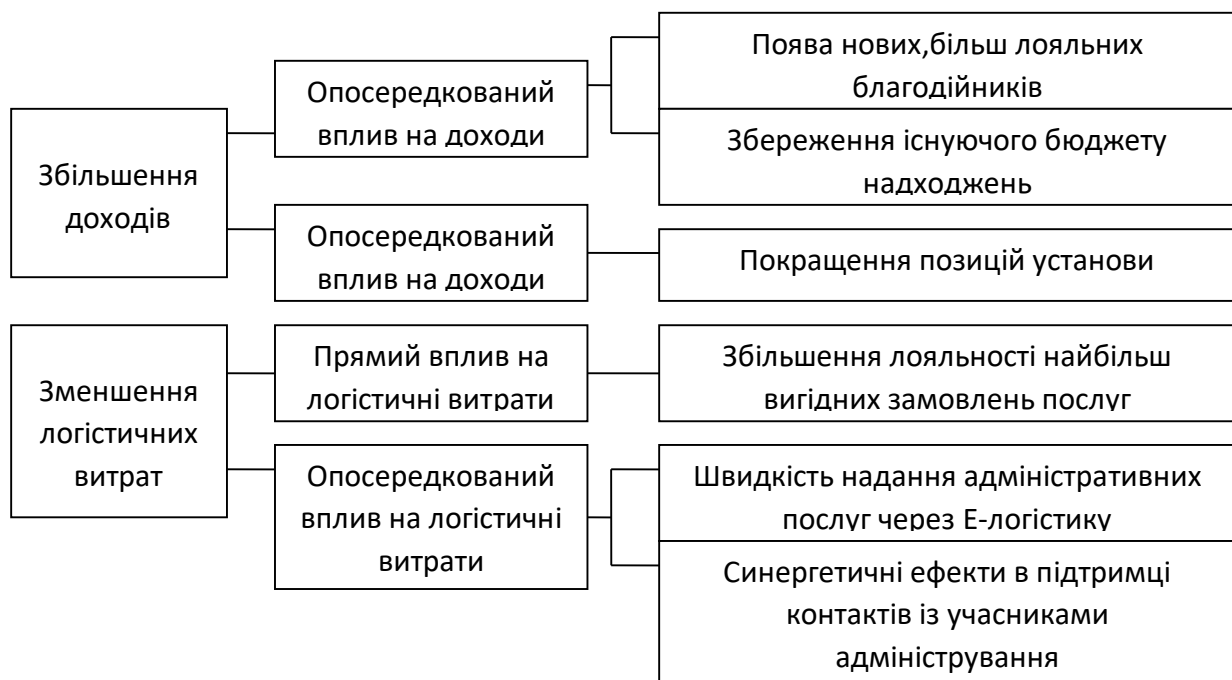 Збільшення
доходів
Опосередкований
вплив на доходи
Поява нових,більш лояльних
благодійників
Збереження існуючого бюджету
надходжень
Опосередкований
вплив на доходи
Покращення позицій установи
Зменшення
логістичних
витрат
Прямий вплив на
логістичні витрати
Збільшення лояльності найбільш
вигідних замовлень послуг
Опосередкований
вплив на логістичні
витрати
Швидкість надання адміністративних
послуг через Е-логістику
Синергетичні ефекти в підтримці
контактів із учасниками
адміністрування